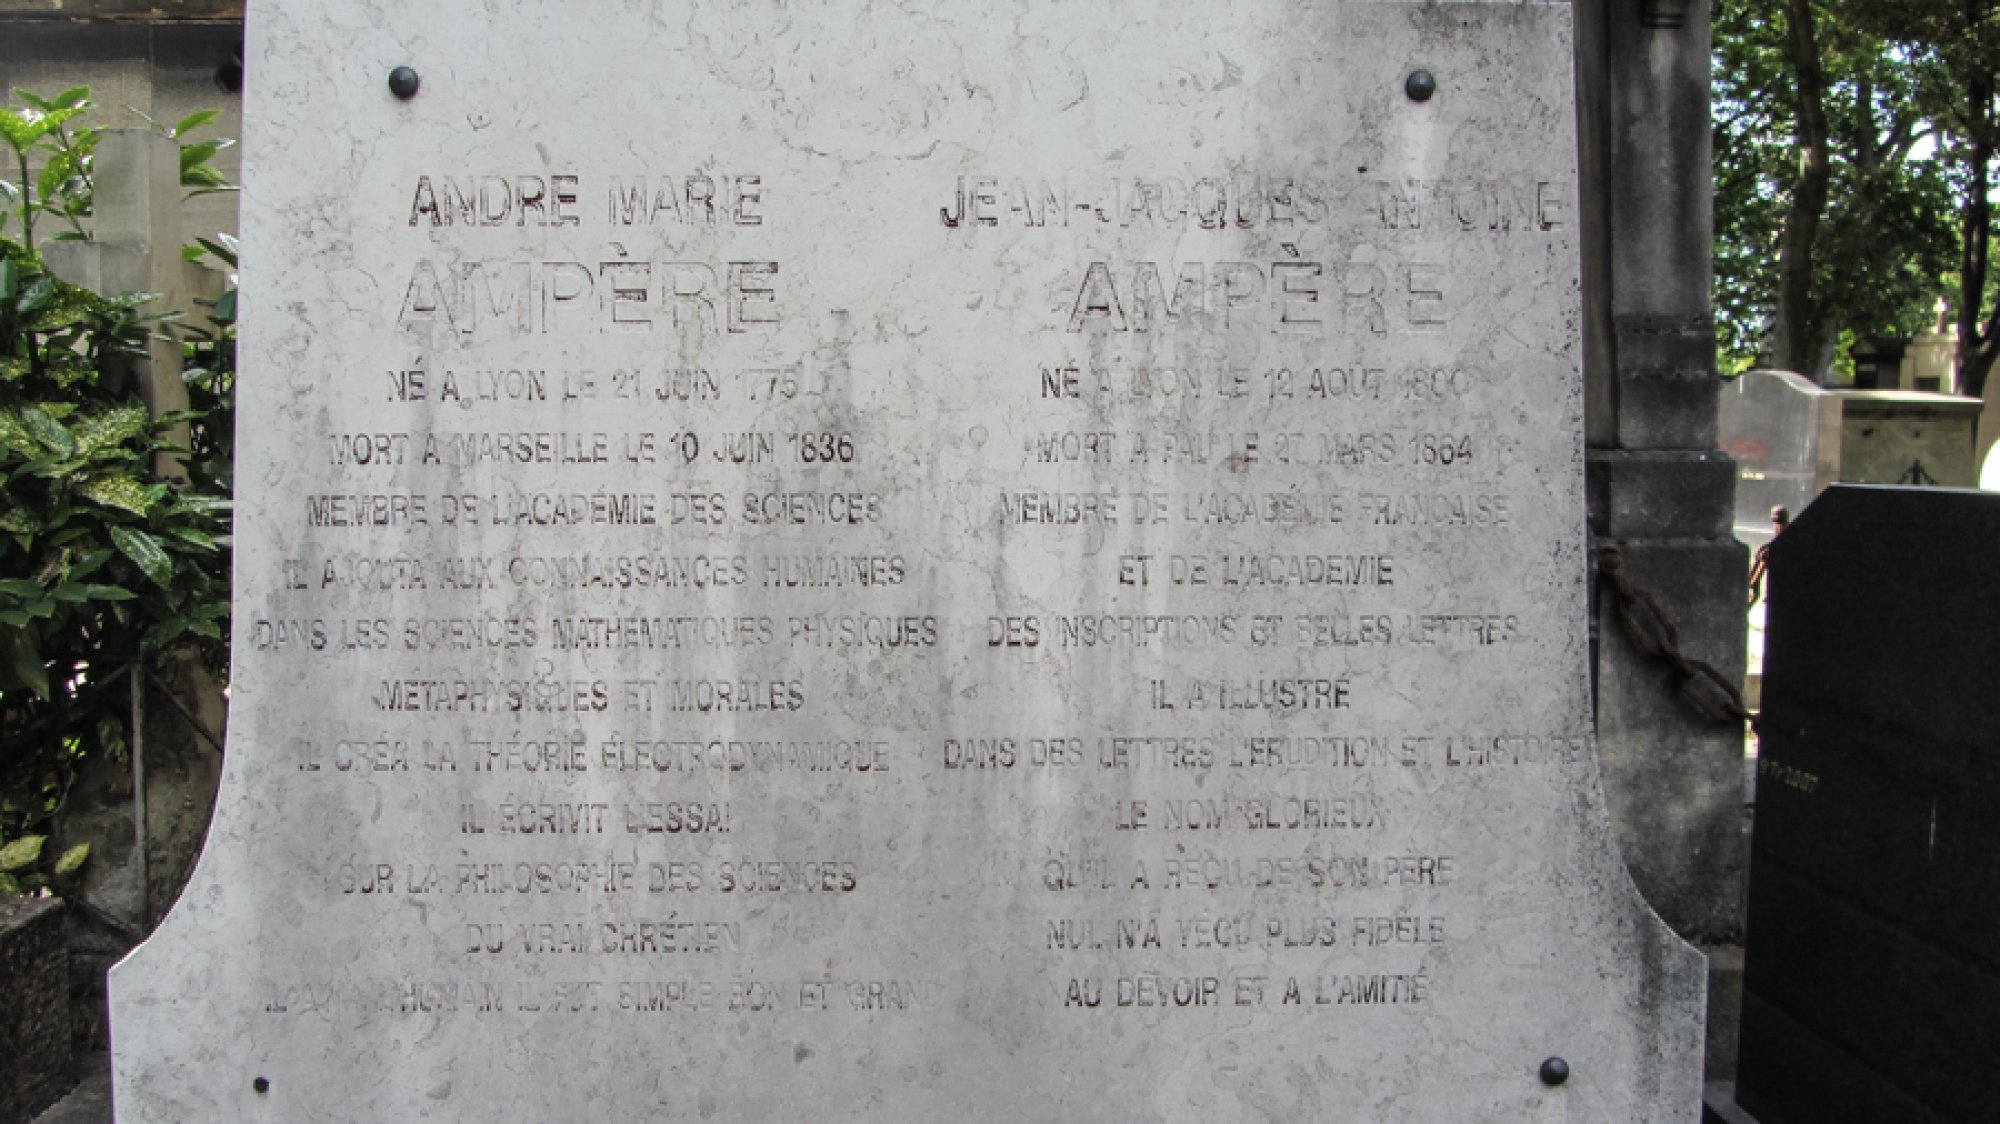 ANDRÉ MARIE
AMPÈRE
NÉ A LYON LE 21 JUIN 1775
MORT A MARSEILLE LE 10 JUIN 1836
MEMBRE DE L'ACADÉMIE DES SCIENCES
IL AJOUTA AUX CONNAISSANCES HUMAINES
DANS LES SCIENCES MATHÉMATIQUES PHYSIQUES
MÉTAPHYSIQUES ET MORALES
IL CRÉA LA THÉORIE ÉLECTRODYNAMIQUE
IL ÉCRIVIT L'ESSAI
SUR LA PHILOSOPHIE DES SCIENCES
DU VRAI CHRÉTIEN
IL FUT SIMPLE BON ET GRAND
JEAN-JACQUES ANTOINE
AMPÈRE
NÉ A LYON LE 12 AOÛT 1800
MORT A PAU LE 27 MARS 1864
MEMBRE DE L'ACADÉMIE FRANÇAISE
ET DE L'ACADÉMIE
DES INSCRIPTIONS ET BELLES LETTRES
IL A ILLUSTRÉ
DANS DES LETTRES L'ÉRUDITION ET L'HISTOIRE
LE NOM GLORIEUX
QU'IL A REÇU DE SON PÈRE
NUL N'A VÉCU PLUS FIDÈLE
AU DEVOIR ET A L'AMITIÉ